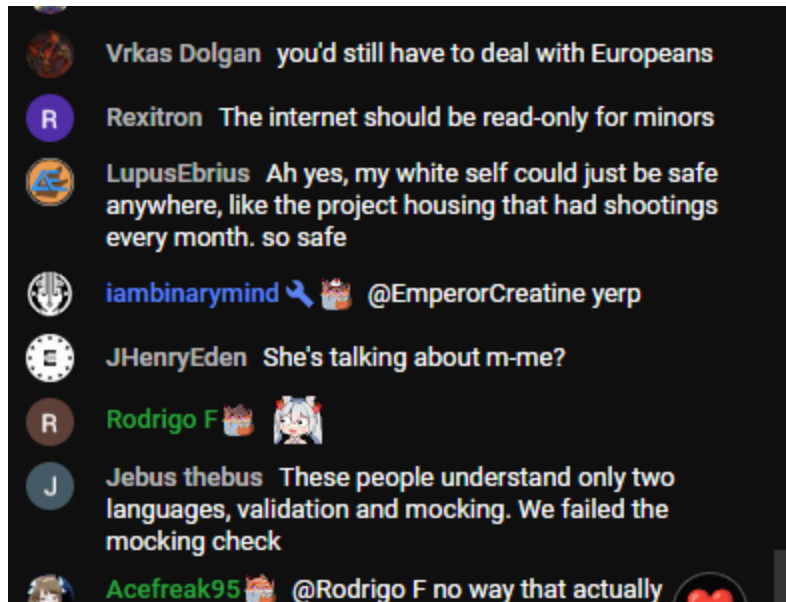 Vrkas Dolgan you'd still have to deal with Europeans
R Rexitron The internet should be read-only for minors
LupusEbrius Ah yes, my white self could just be safe
anywhere, like the project housing that had shootings
every month. so safe
iambinarymind @EmperorCreatine yerp
E JHenryEden She's talking about m-me?
R Rodrigo F
J Jebus thebus These people understand only two
languages, validation and mocking. We failed the
mocking check
Acefreak95 @Rodrigo F no way that actually